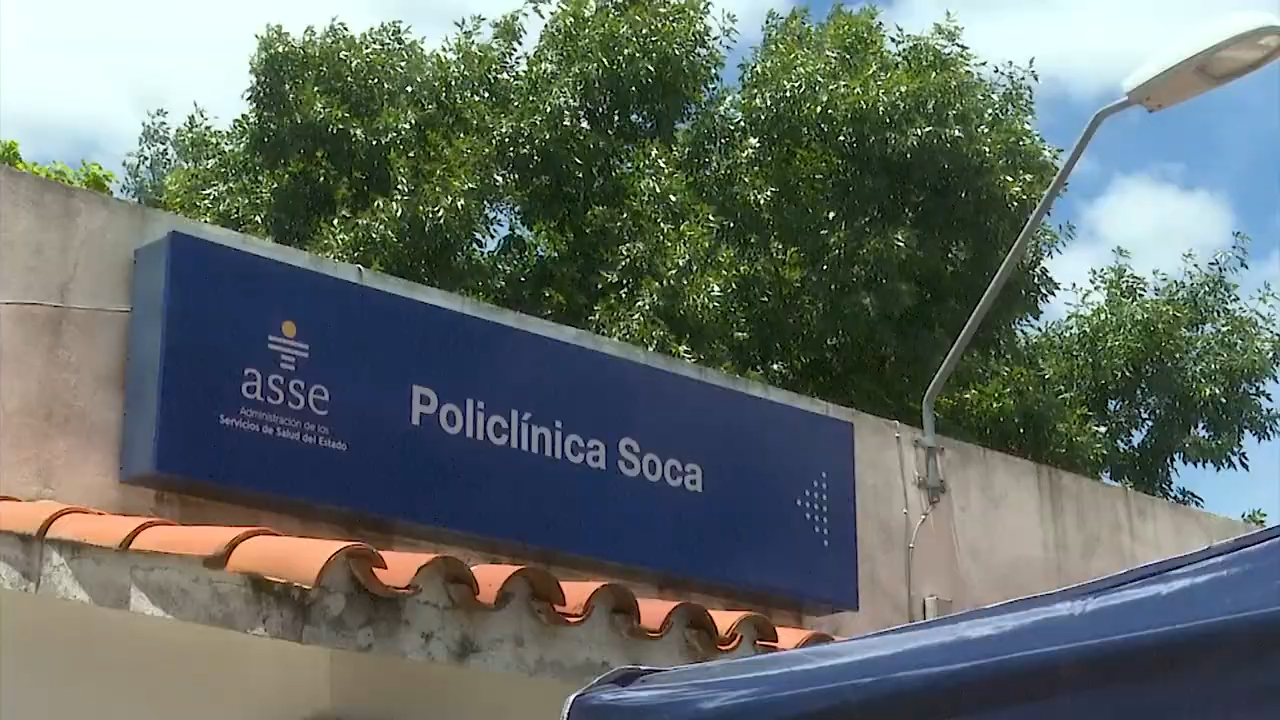 asse
Administración de los
Servicios de Salud del Estado
Policlínica Soca